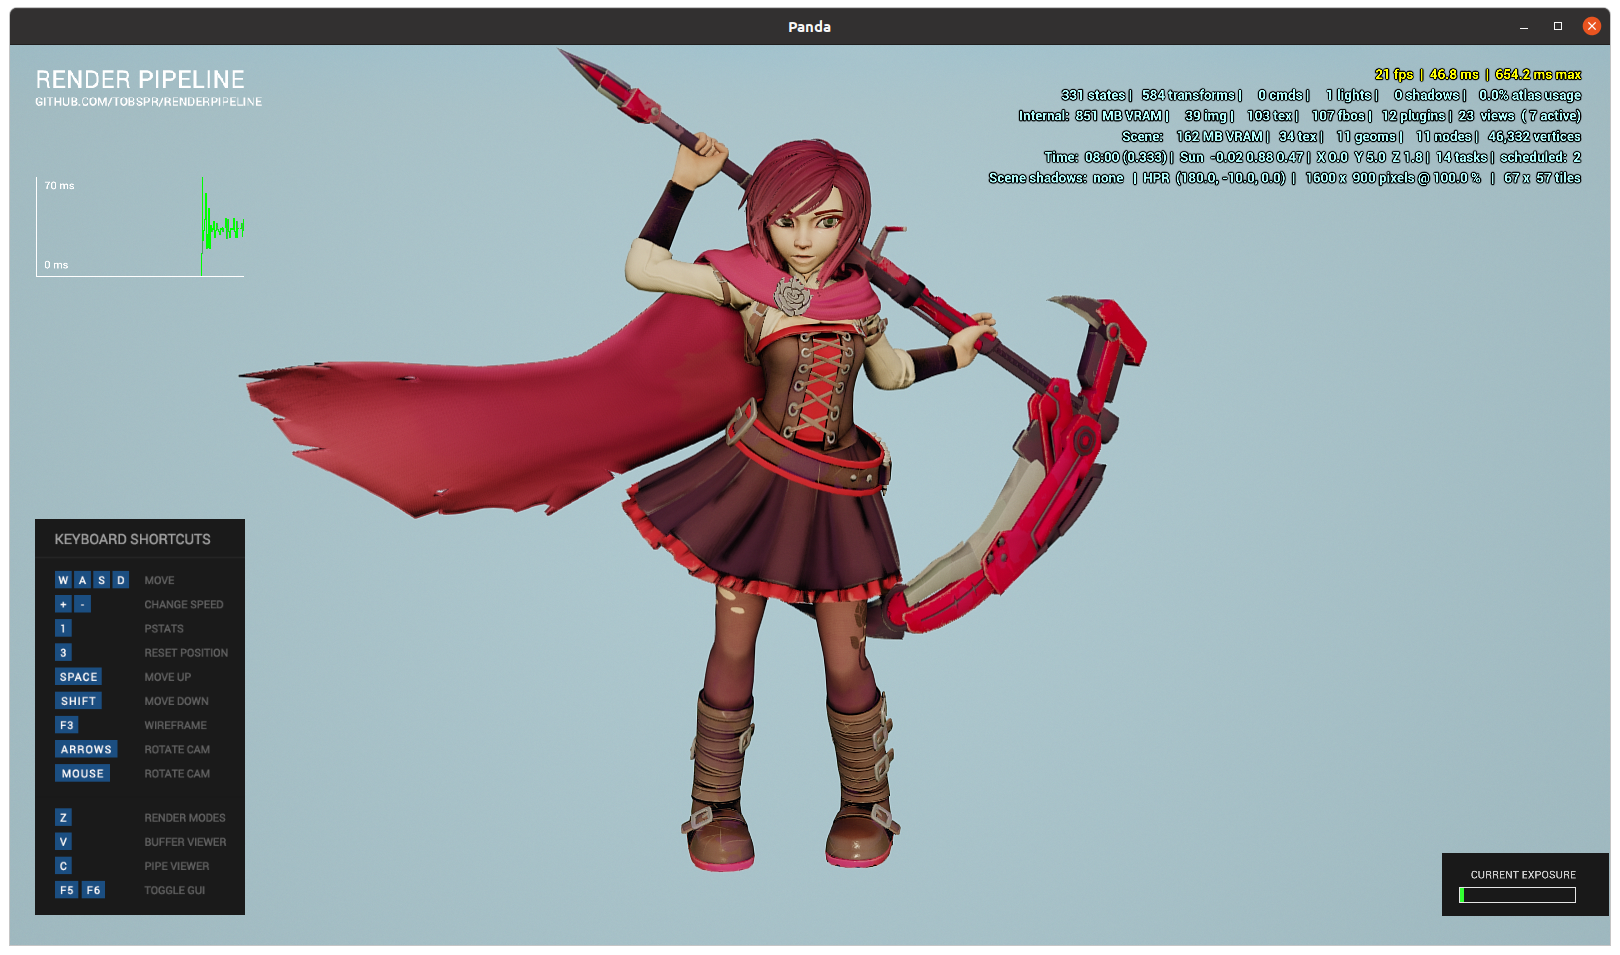 Panda
RENDER PIPELINE
GITHUB.COM/TOBSPR/RENDERPIPELINE
21 fps | 46.8 ms | 654.2 ms max
331 states | 584 transforms | 0 cmds | 1 lights | 0 shadows | 0.0% atlas usage
Internal: 851 MB VRAM | 39 img | 103 tex | 107 fbos | 12 plugins | 23 views ( 7 active)
Scene: 162 MB VRAM | 34 tex | 11 geoms | 11 nodes | 46,332 vertices
Time: 08:00 (0.333) | Sun -0.02 0.88 0.47 | X 0.0 Y 5.0 Z 1.8 | 14 tasks | scheduled: 2
Scene shadows: none | HPR (180.0, -10.0, 0.0) | 1600 x 900 pixels @ 100.0 % | 67 x 57 tiles
70 ms
0 ms
KEYBOARD SHORTCUTS
W A S D MOVE
+ - CHANGE SPEED
1 PSTATS
3 RESET POSITION
SPACE MOVE UP
SHIFT MOVE DOWN
F3 WIREFRAME
ARROWS ROTATE CAM
MOUSE ROTATE CAM
Z RENDER MODES
V BUFFER VIEWER
C PIPE VIEWER
F5 F6 TOGGLE GUI
CURRENT EXPOSURE